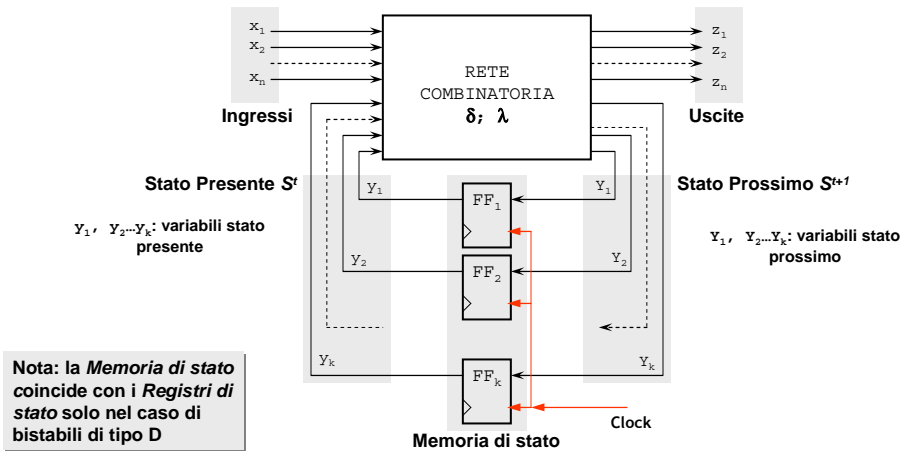 x1
x2
xn
Ingressi
RETE
COMBINATORIA
δ; λ
z1
z2
zn
Uscite
Stato Presente S^t
Stato Prossimo S^t+1
y1
FF1
Y1
y1, y2…yk: variabili stato
presente
Y1, Y2…Yk: variabili stato
prossimo
y2
FF2
Y2
yk
FFk
Yk
Clock
Memoria di stato
Nota: la Memoria di stato
coincide con i Registri di
stato solo nel caso di
bistabili di tipo D